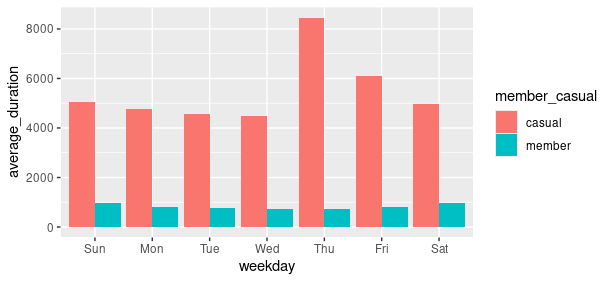 8000
6000
4000
2000
0
average_duration
Sun Mon Tue Wed Thu Fri Sat
weekday
member_casual
casual
member